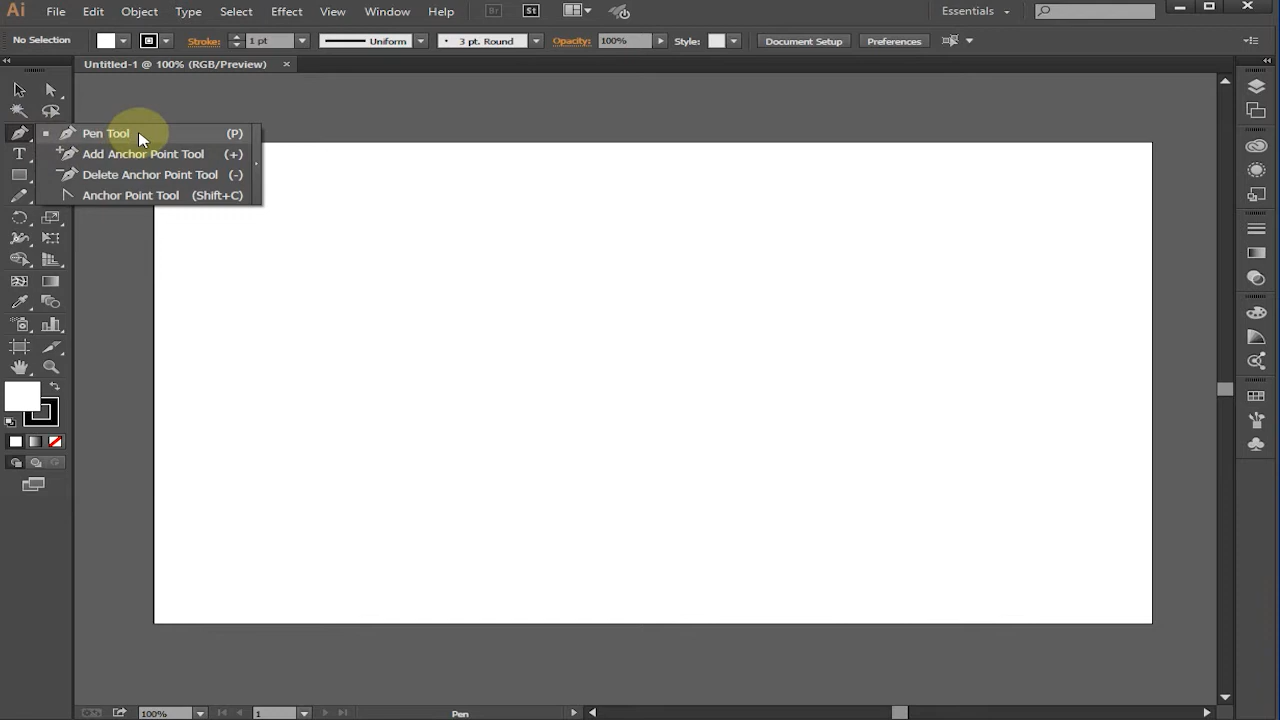 Ai File Edit Object Type Select Effect View Window Help Br St Essentials
No Selection Stroke: 1 pt Uniform 3 pt. Round Opacity: 100% Style: Document Setup Preferences
Untitled-1 @ 100% (RGB/Preview) ×
Pen Tool (P)
Add Anchor Point Tool (+)
Delete Anchor Point Tool (-)
Anchor Point Tool (Shift+C)
T
100% 1 Pen